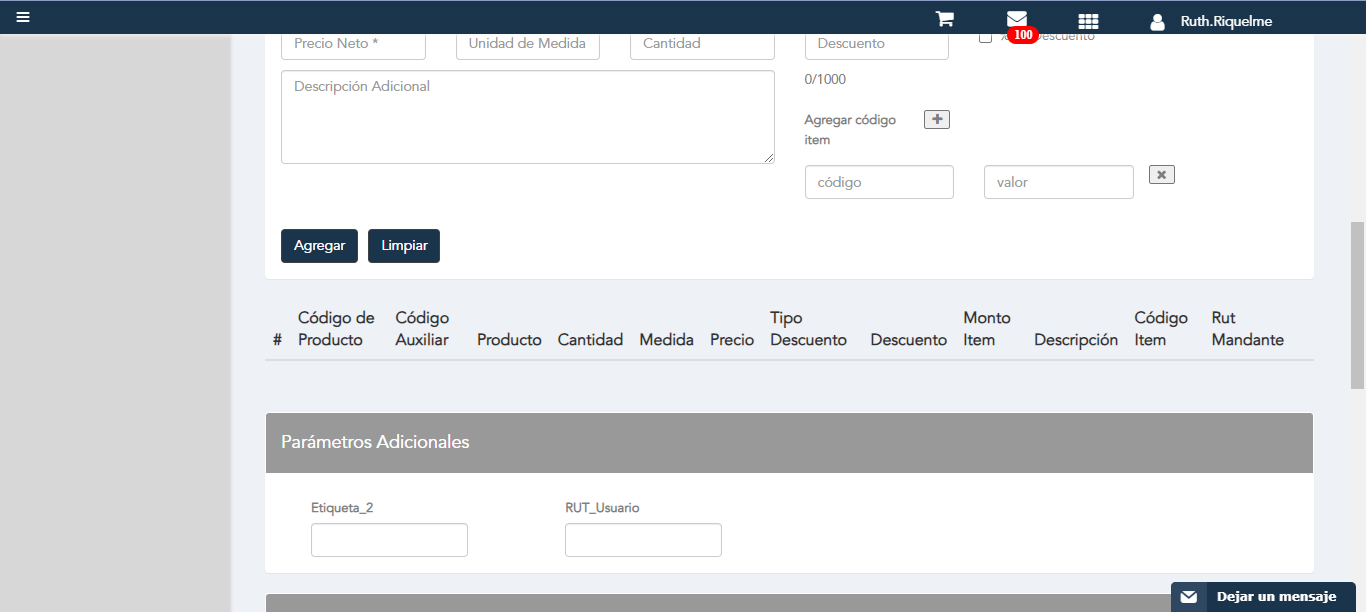 Ruth.Riquelme
100
Precio Neto *
Unidad de Medida
Cantidad
Descuento
Descuento
Descripción Adicional
0/1000
Agregar código
item
código
valor
Agregar
Limpiar
#
Código de
Producto
Código
Auxiliar
Producto
Cantidad
Medida
Precio
Tipo
Descuento
Descuento
Monto
Item
Descripción
Código
Item
Rut
Mandante
Parámetros Adicionales
Etiqueta_2
RUT_Usuario
Dejar un mensaje